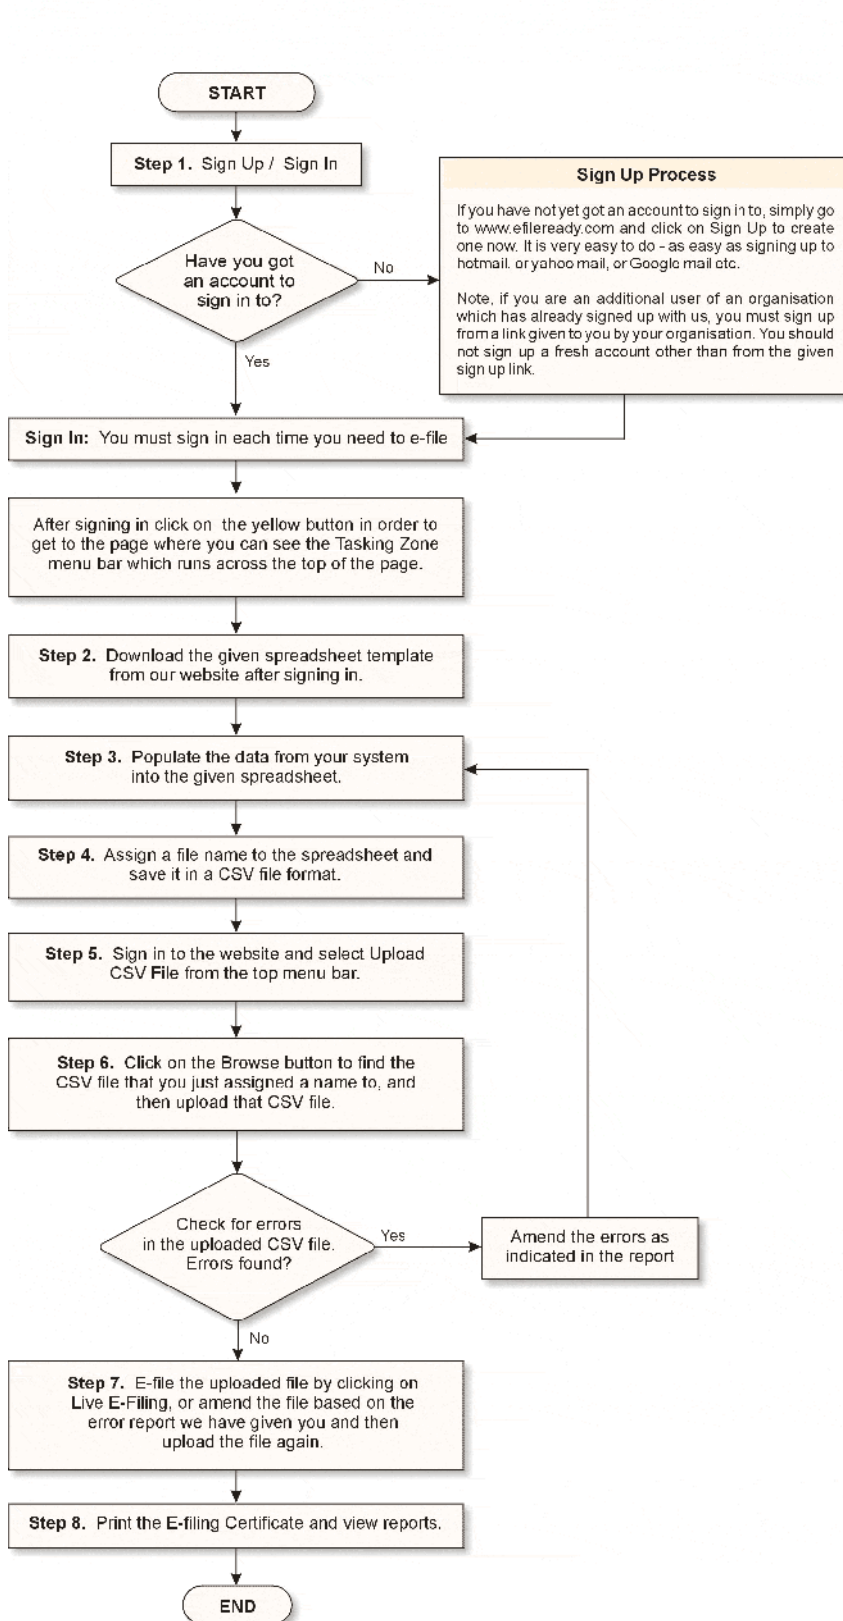 START
Step 1. Sign Up / Sign In
Have you got
an account to
sign in to?
No
Yes
Sign Up Process
If you have not yet got an account to sign in to, simply go
to www.efileready.com and click on Sign Up to create
one now. It is very easy to do - as easy as signing up to
hotmail. or yahoo mail, or Google mail etc.
Note, if you are an additional user of an organisation
which has already signed up with us, you must sign up
from a link given to you by your organisation. You should
not sign up a fresh account other than from the given
sign up link.
Sign In: You must sign in each time you need to e-file
After signing in click on the yellow button in order to
get to the page where you can see the Tasking Zone
menu bar which runs across the top of the page.
Step 2. Download the given spreadsheet template
from our website after signing in.
Step 3. Populate the data from your system
into the given spreadsheet.
Step 4. Assign a file name to the spreadsheet and
save it in a CSV file format.
Step 5. Sign in to the website and select Upload
CSV File from the top menu bar.
Step 6. Click on the Browse button to find the
CSV file that you just assigned a name to, and
then upload that CSV file.
Check for errors
in the uploaded CSV file.
Errors found?
Yes
Amend the errors as
indicated in the report
No
Step 7. E-file the uploaded file by clicking on
Live E-Filing, or amend the file based on the
error report we have given you and then
upload the file again.
Step 8. Print the E-filing Certificate and view reports.
END